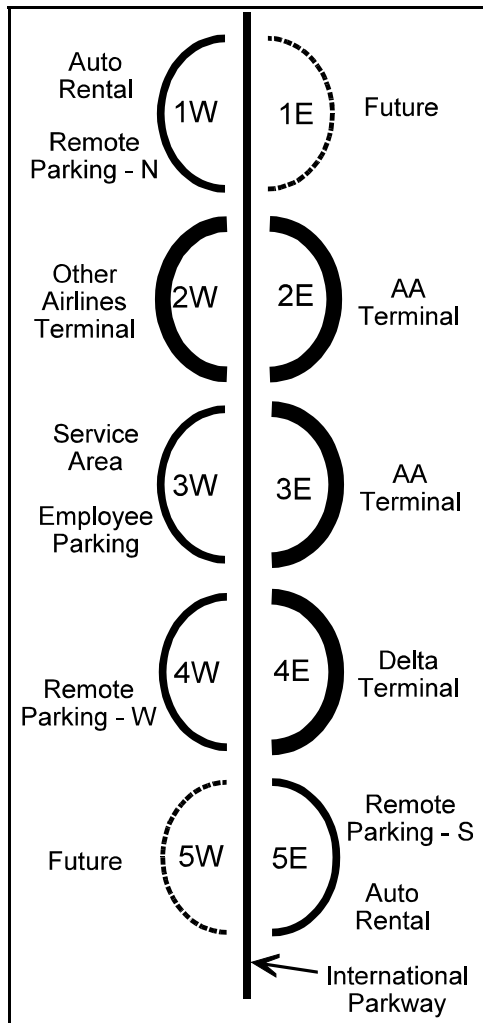 Auto
Rental
Remote
Parking - N
1W
1E
Future
Other
Airlines
Terminal
2W
2E
AA
Terminal
Service
Area
Employee
Parking
3W
3E
AA
Terminal
Remote
Parking - W
4W
4E
Delta
Terminal
Future
5W
5E
Remote
Parking - S
Auto
Rental
International
Parkway